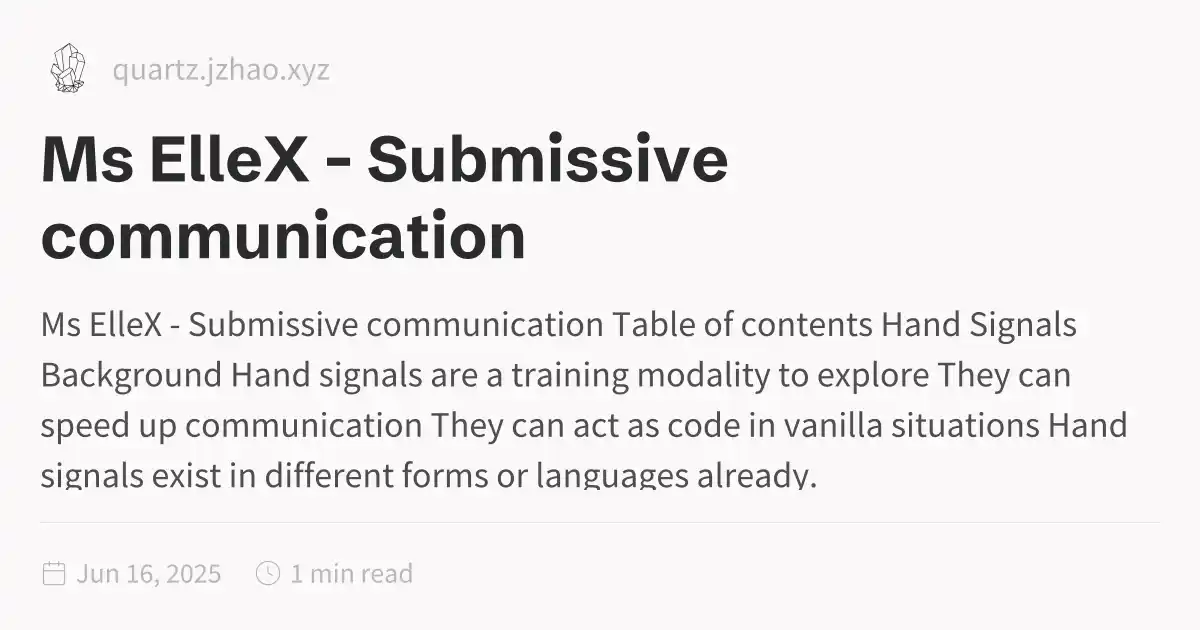 quartz.jzhao.xyz
Ms ElleX - Submissive
communication
Ms ElleX - Submissive communication Table of contents Hand Signals
Background Hand signals are a training modality to explore They can
speed up communication They can act as code in vanilla situations Hand
signals exist in different forms or languages already.
Jun 16, 2025 1 min read